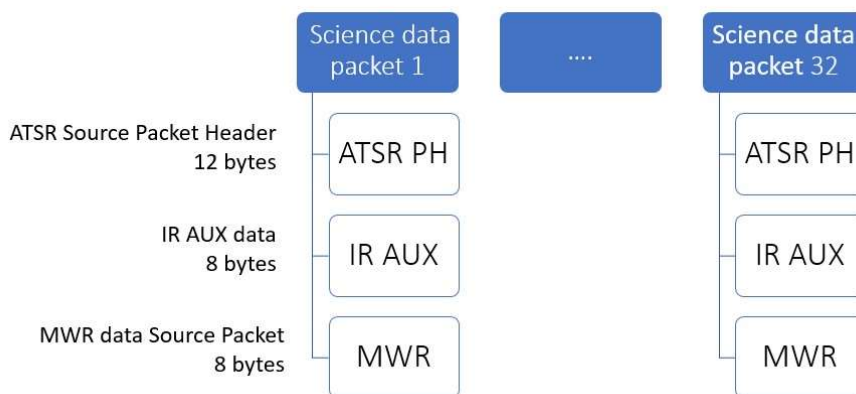 Science data
packet 1
....
Science data
packet 32
ATSR Source Packet Header
12 bytes
ATSR PH
ATSR PH
IR AUX data
8 bytes
IR AUX
IR AUX
MWR data Source Packet
8 bytes
MWR
MWR